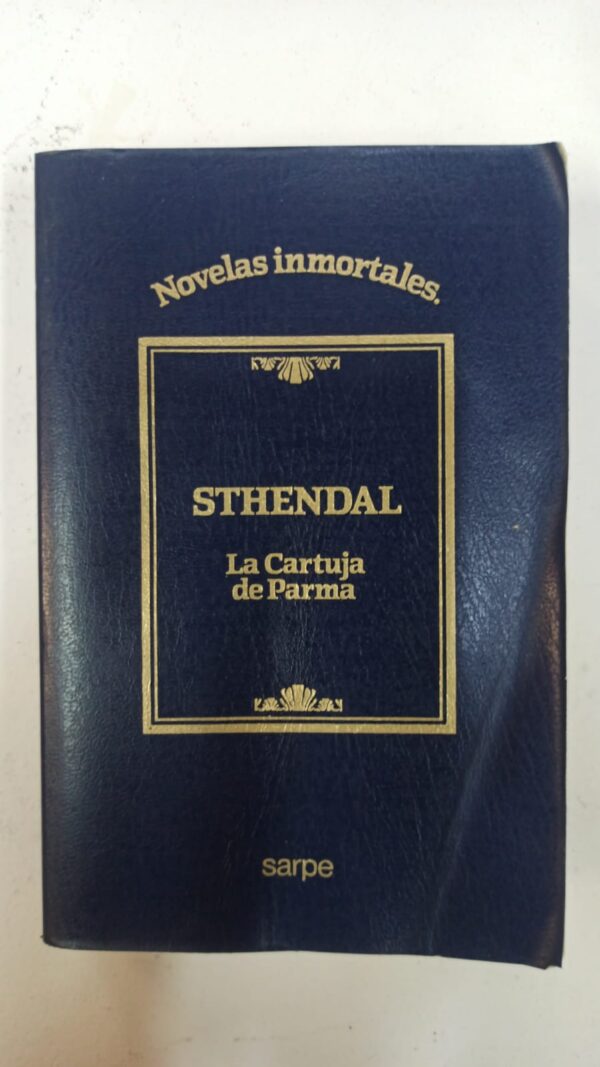 Novelas inmortales.
STHENDAL
La Cartuja
de Parma
sarpe